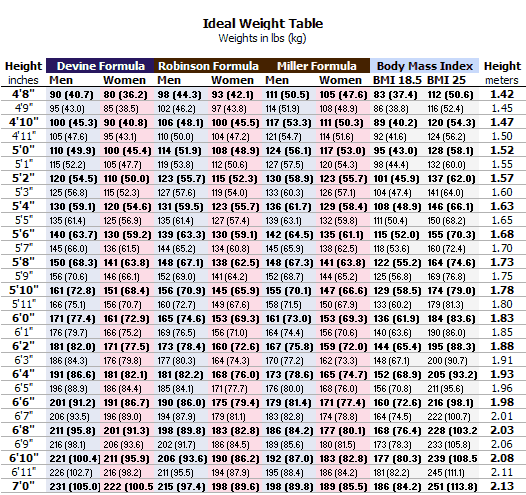 Ideal Weight Table
Weights in lbs (kg)
Height Devine Formula Robinson Formula Miller Formula Body Mass Index Height
inches Men Women Men Women Men Women BMI 18.5 BMI 25 meters
4'8" 90 (40.7) 80 (36.2) 98 (44.3) 93 (42.1) 111 (50.5) 105 (47.6) 83 (37.4) 112 (50.6) 1.42
4'9" 95 (43.0) 85 (38.5) 102 (46.2) 97 (43.8) 114 (51.9) 108 (48.9) 86 (38.8) 116 (52.4) 1.45
4'10" 100 (45.3) 90 (40.8) 106 (48.1) 100 (45.5) 117 (53.3) 111 (50.3) 89 (40.2) 120 (54.3) 1.47
4'11" 105 (47.6) 95 (43.1) 110 (50.0) 104 (47.2) 121 (54.7) 114 (51.6) 92 (41.6) 124 (56.2) 1.50
5'0" 110 (49.9) 100 (45.4) 114 (51.9) 108 (48.9) 124 (56.1) 117 (53.0) 95 (43.0) 128 (58.1) 1.52
5'1" 115 (52.2) 105 (47.7) 119 (53.8) 112 (50.6) 127 (57.5) 120 (54.3) 98 (44.4) 132 (60.0) 1.55
5'2" 120 (54.5) 110 (50.0) 123 (55.7) 115 (52.3) 130 (58.9) 123 (55.7) 101 (45.9) 137 (62.0) 1.57
5'3" 125 (56.8) 115 (52.3) 127 (57.6) 119 (54.0) 133 (60.3) 126 (57.1) 104 (47.4) 141 (64.0) 1.60
5'4" 130 (59.1) 120 (54.6) 131 (59.5) 123 (55.7) 136 (61.7) 129 (58.4) 108 (48.9) 146 (66.1) 1.63
5'5" 135 (61.4) 125 (56.9) 135 (61.4) 127 (57.4) 139 (63.1) 132 (59.8) 111 (50.4) 150 (68.2) 1.65
5'6" 140 (63.7) 130 (59.2) 139 (63.3) 130 (59.1) 142 (64.5) 135 (61.1) 115 (52.0) 155 (70.3) 1.68
5'7" 145 (66.0) 136 (61.5) 144 (65.2) 134 (60.8) 145 (65.9) 138 (62.5) 118 (53.6) 160 (72.4) 1.70
5'8" 150 (68.3) 141 (63.8) 148 (67.1) 138 (62.5) 148 (67.3) 141 (63.8) 122 (55.2) 164 (74.6) 1.73
5'9" 156 (70.6) 146 (66.1) 152 (69.0) 141 (64.2) 152 (68.7) 144 (65.2) 125 (56.8) 169 (76.8) 1.75
5'10" 161 (72.8) 151 (68.4) 156 (70.9) 145 (65.9) 155 (70.1) 147 (66.6) 129 (58.5) 174 (79.0) 1.78
5'11" 166 (75.1) 156 (70.7) 160 (72.7) 149 (67.6) 158 (71.5) 150 (67.9) 133 (60.2) 179 (81.3) 1.80
6'0" 171 (77.4) 161 (72.9) 165 (74.6) 153 (69.3) 161 (73.0) 153 (69.3) 136 (61.9) 184 (83.6) 1.83
6'1" 176 (79.7) 166 (75.2) 169 (76.5) 156 (71.0) 164 (74.4) 156 (70.6) 140 (63.6) 190 (86.0) 1.85
6'2" 181 (82.0) 171 (77.5) 173 (78.4) 160 (72.6) 167 (75.8) 159 (72.0) 144 (65.4) 195 (88.3) 1.88
6'3" 186 (84.3) 176 (79.8) 177 (80.3) 164 (74.3) 170 (77.2) 162 (73.3) 148 (67.1) 200 (90.7) 1.91
6'4" 191 (86.6) 181 (82.1) 181 (82.2) 168 (76.0) 173 (78.6) 165 (74.7) 152 (68.9) 205 (93.2) 1.93
6'5" 196 (88.9) 186 (84.4) 185 (84.1) 171 (77.7) 176 (80.0) 168 (76.0) 156 (70.8) 211 (95.6) 1.96
6'6" 201 (91.2) 191 (86.7) 190 (86.0) 175 (79.4) 179 (81.4) 171 (77.4) 160 (72.6) 216 (98.1) 1.98
6'7" 206 (93.5) 196 (89.0) 194 (87.9) 179 (81.1) 183 (82.8) 174 (78.8) 164 (74.5) 222 (100.7) 2.01
6'8" 211 (95.8) 201 (91.3) 198 (89.8) 183 (82.8) 186 (84.2) 177 (80.1) 168 (76.4) 228 (103.2 2.03
6'9" 216 (98.1) 206 (93.6) 202 (91.7) 186 (84.5) 189 (85.6) 180 (81.5) 173 (78.3) 233 (105.8) 2.06
6'10" 221 (100.4) 211 (95.9) 206 (93.6) 190 (86.2) 192 (87.0) 183 (82.8) 177 (80.3) 239 (108.5 2.08
6'11" 226 (102.7) 216 (98.2) 211 (95.5) 194 (87.9) 195 (88.4) 186 (84.2) 181 (82.2) 245 (111.1) 2.11
7'0" 231 (105.0) 222 (100.5 215 (97.4) 198 (89.6) 198 (89.8) 189 (85.5) 186 (84.2) 251 (113.8) 2.13